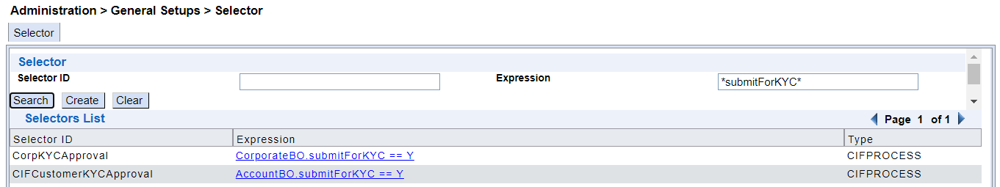 Administration > General Setups > Selector
Selector
Selector
Selector ID Expression *submitForKYC*
Search Create Clear
Selectors List Page 1 of 1
Selector ID Expression Type
CorpKYCApproval CorporateBO.submitForKYC == Y CIFPROCESS
CIFCustomerKYCApproval AccountBO.submitForKYC == Y CIFPROCESS